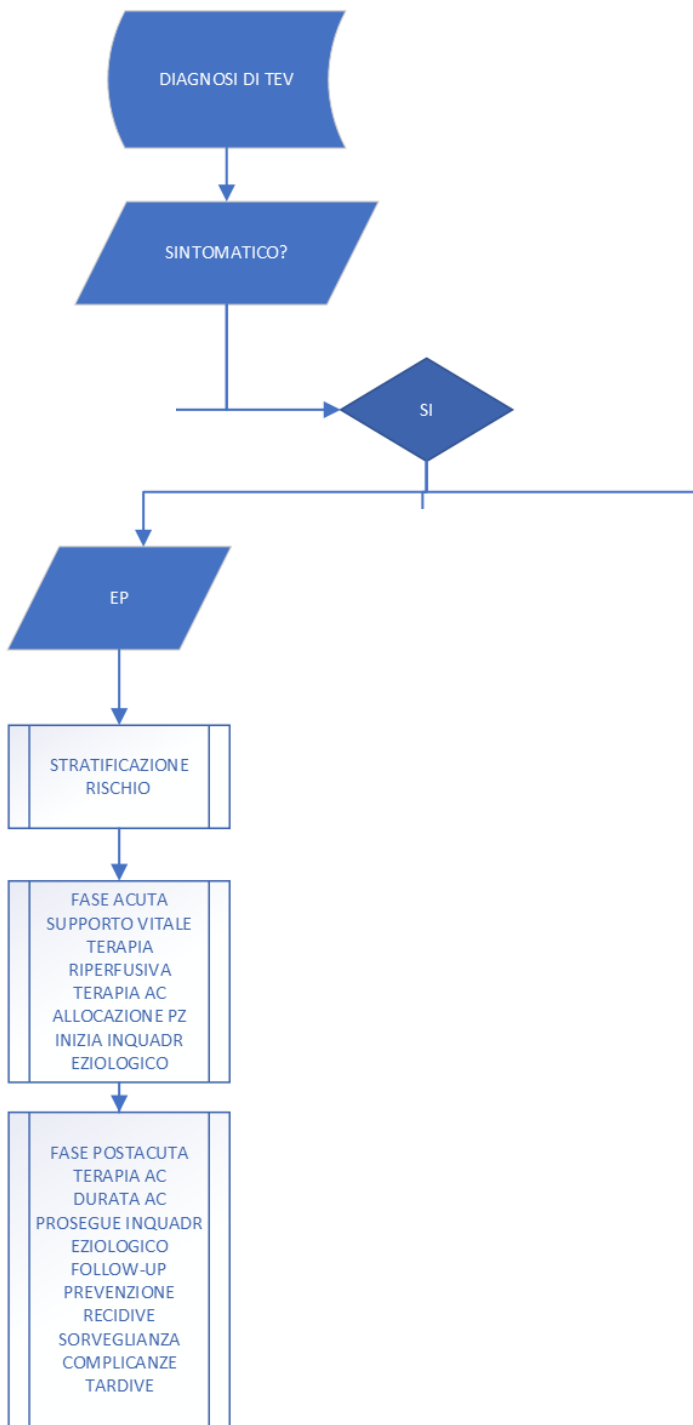 DIAGNOSI DI TEV
SINTOMATICO?
SI
EP
STRATIFICAZIONE
RISCHIO
FASE ACUTA
SUPPORTO VITALE
TERAPIA
RIPERFUSIVA
TERAPIA AC
ALLOCAZIONE PZ
INIZIA INQUADR
EZIOLOGICO
FASE POSTACUTA
TERAPIA AC
DURATA AC
PROSEGUE INQUADR
EZIOLOGICO
FOLLOW-UP
PREVENZIONE
RECIDIVE
SORVEGLIANZA
COMPLICANZE
TARDIVE